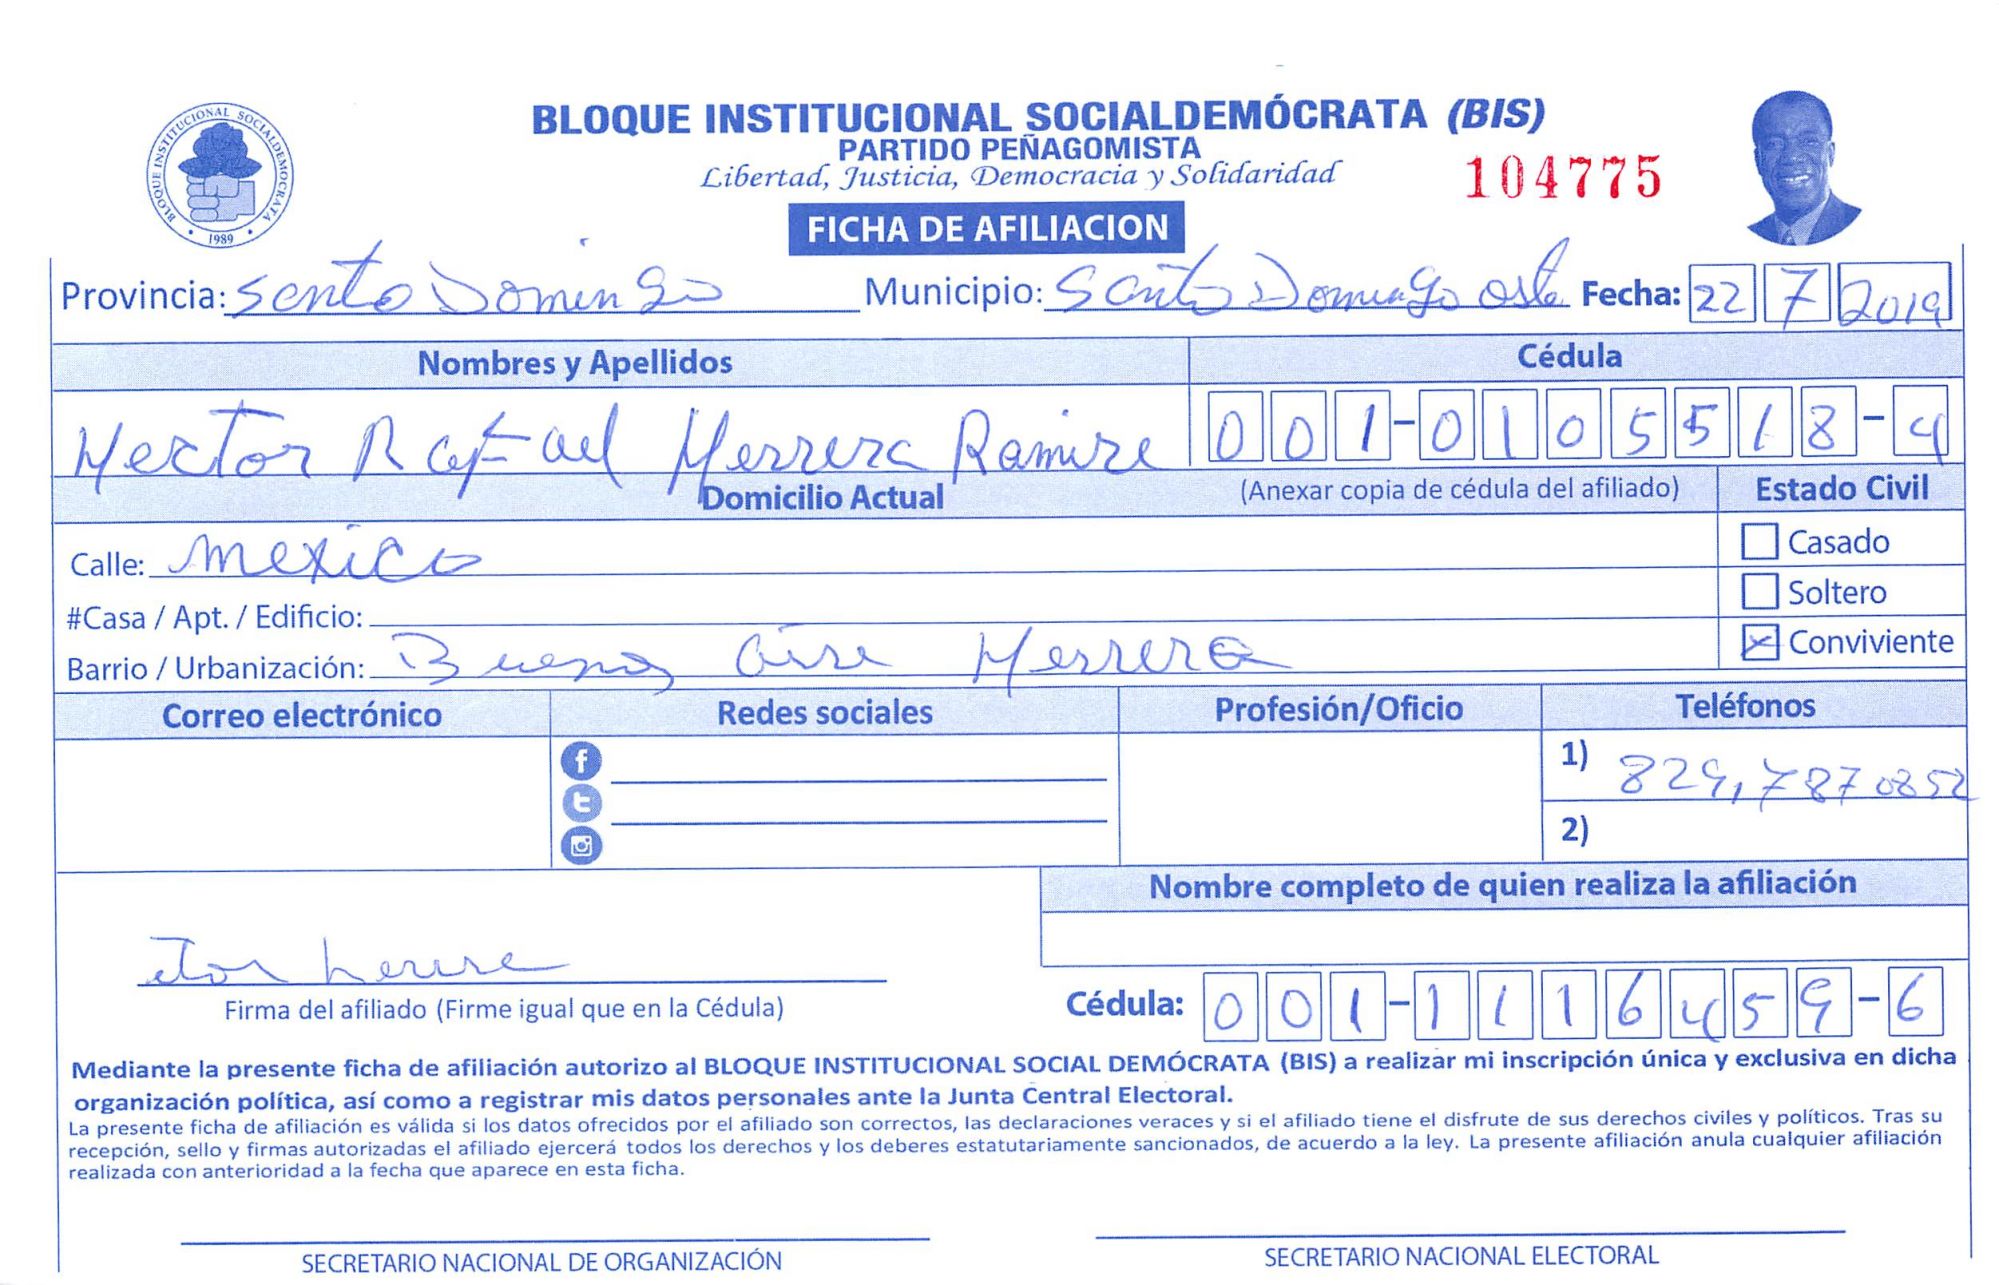 BLOQUE INSTITUCIONAL SOCIALDEMOCRATA
1989
BLOQUE INSTITUCIONAL SOCIALDEMÓCRATA (BIS)
PARTIDO PEÑAGOMISTA
Libertad, Justicia, Democracia y Solidaridad
104775
FICHA DE AFILIACION
Provincia: Santo Domingo Municipio: Santo Domingo oste Fecha: 22 7 2019
Nombres y Apellidos Cédula
Hector Rafael Herrera Ramire 001-0105518-4
Domicilio Actual (Anexar copia de cédula del afiliado) Estado Civil
Calle: mexico Casado
#Casa / Apt. / Edificio: Soltero
Barrio / Urbanización: Buenos Aire Herrera Conviviente
Correo electrónico Redes sociales Profesión/Oficio Teléfonos
1) 829,7870852
2)
Nombre completo de quien realiza la afiliación
Firma del afiliado (Firme igual que en la Cédula) Cédula: 001-1116459-6
Mediante la presente ficha de afiliación autorizo al BLOQUE INSTITUCIONAL SOCIAL DEMÓCRATA (BIS) a realizar mi inscripción única y exclusiva en dicha
organización política, así como a registrar mis datos personales ante la Junta Central Electoral.
La presente ficha de afiliación es válida si los datos ofrecidos por el afiliado son correctos, las declaraciones veraces y si el afiliado tiene el disfrute de sus derechos civiles y políticos. Tras su
recepción, sello y firmas autorizadas el afiliado ejercerá todos los derechos y los deberes estatutariamente sancionados, de acuerdo a la ley. La presente afiliación anula cualquier afiliación
realizada con anterioridad a la fecha que aparece en esta ficha.
SECRETARIO NACIONAL DE ORGANIZACIÓN SECRETARIO NACIONAL ELECTORAL